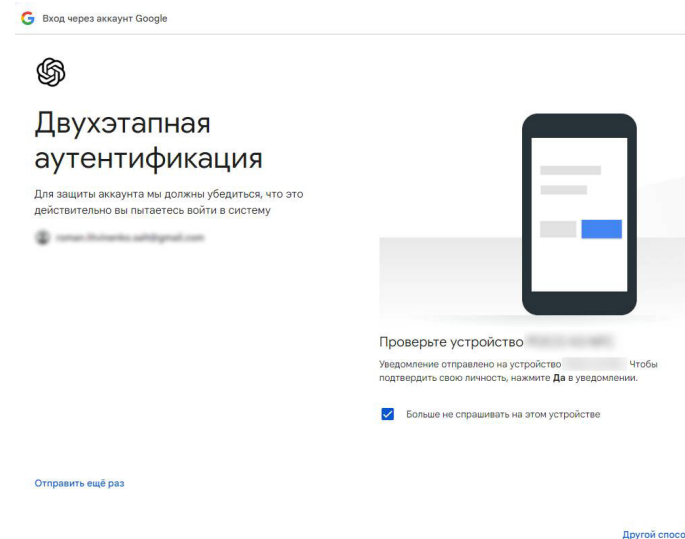 Вход через аккаунт Google
Двухэтапная
аутентификация
Для защиты аккаунта мы должны убедиться, что это
действительно вы пытаетесь войти в систему
Проверьте устройство
Уведомление отправлено на устройство Чтобы
подтвердить свою личность, нажмите Да в уведомлении.
Больше не спрашивать на этом устройстве
Отправить ещё раз
Другой спосо